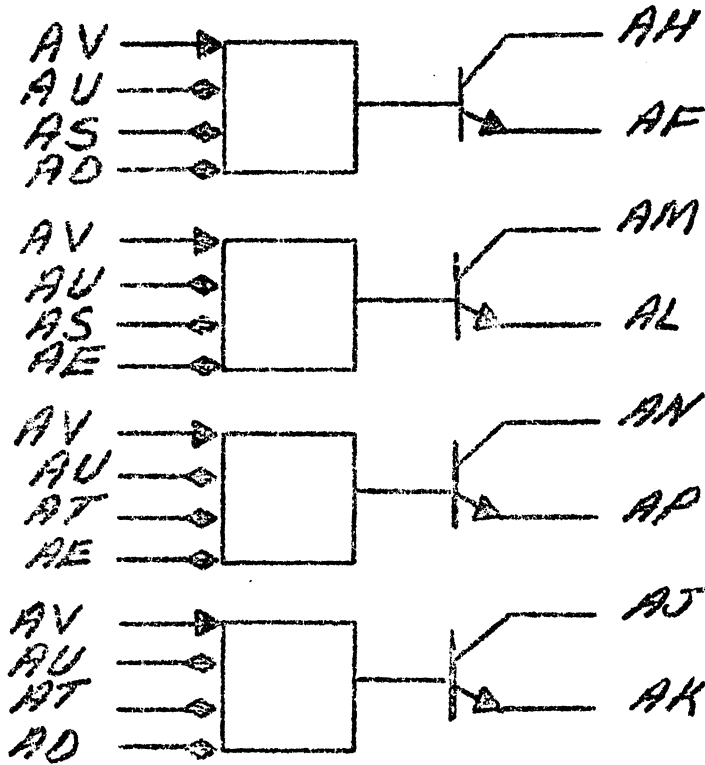 AV AH
AU
AS AF
AD
AV AM
AU
AS AL
AE
AV AN
AU
AT AP
AE
AV AJ
AU
AT AK
AD